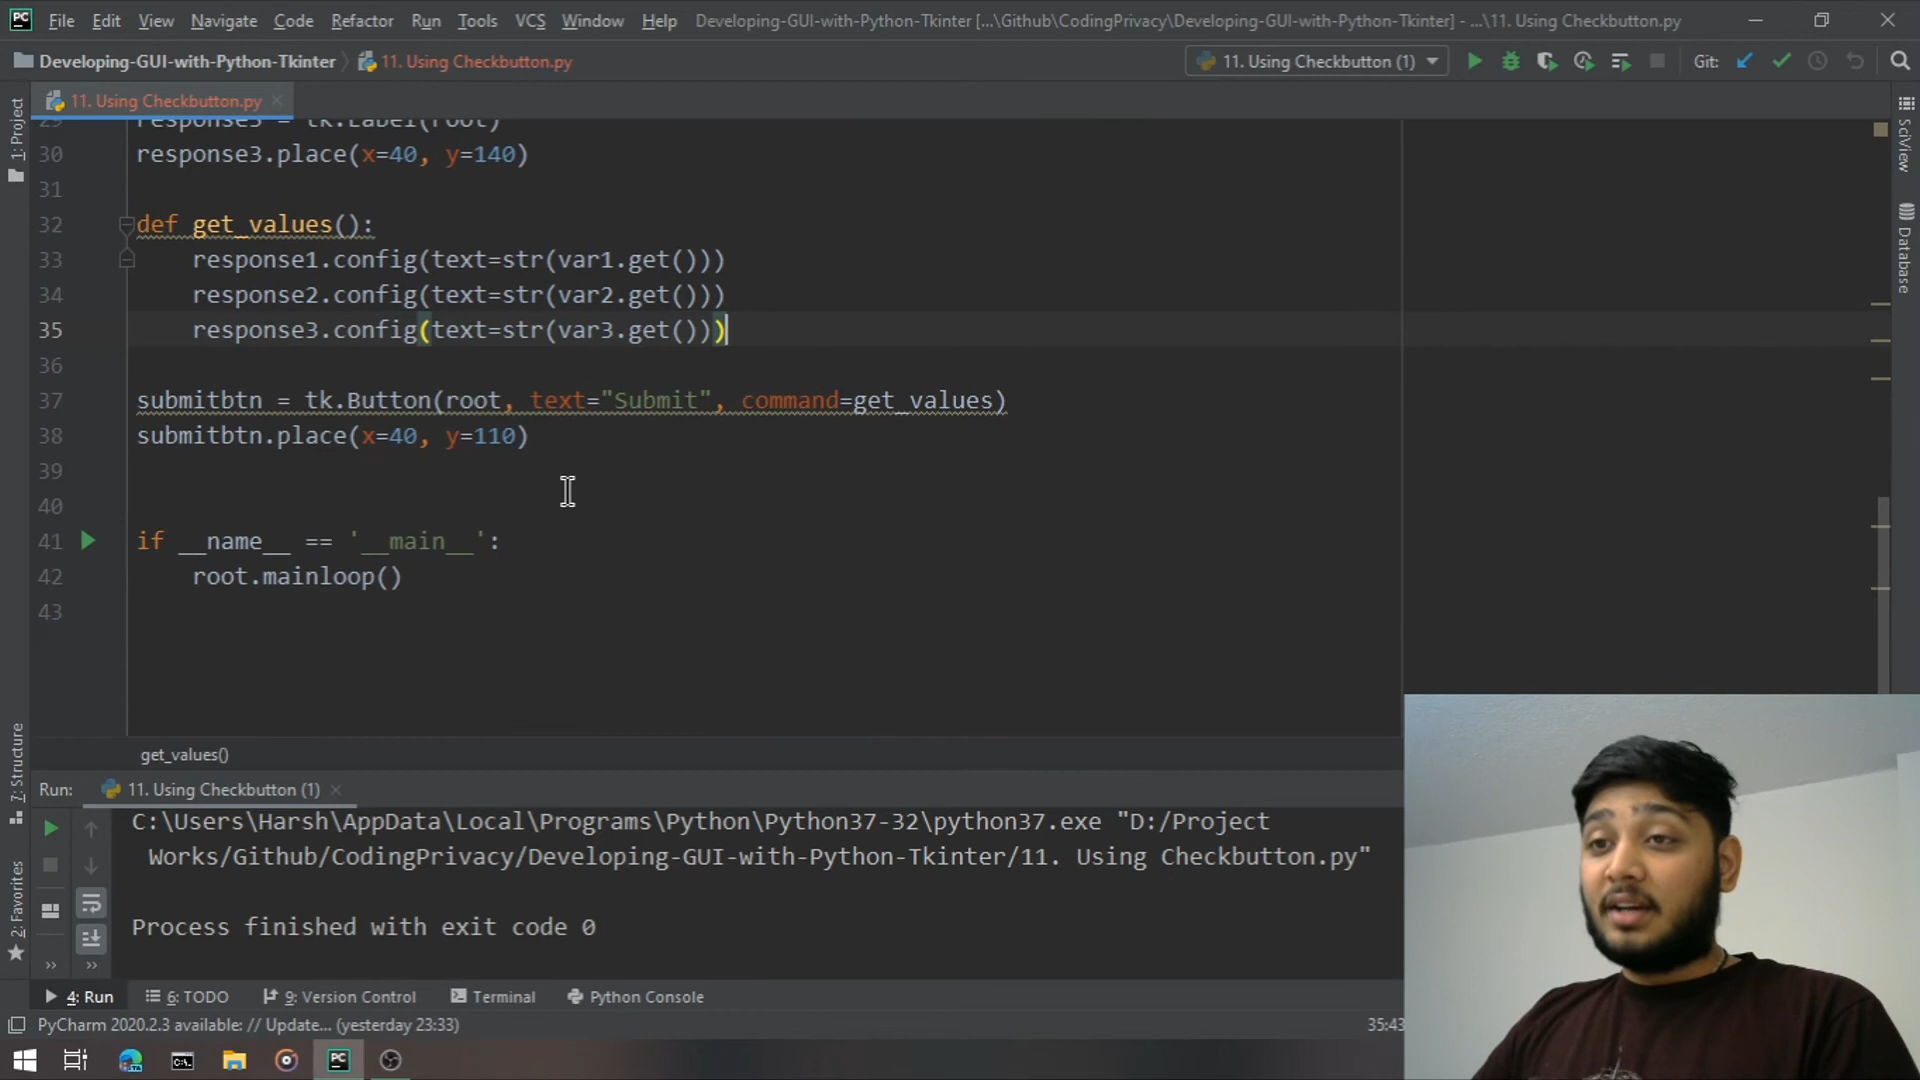 PC File Edit View Navigate Code Refactor Run Tools VCS Window Help Developing-GUI-with-Python-Tkinter [...\Github\CodingPrivacy\Developing-GUI-with-Python-Tkinter] - ...\11. Using Checkbutton.py
Developing-GUI-with-Python-Tkinter 11. Using Checkbutton.py 11. Using Checkbutton (1) Git:
11. Using Checkbutton.py
1: Project
SciView
Database
29 response3 = tk.Label(root)
30 response3.place(x=40, y=140)
31
32 def get_values():
33 response1.config(text=str(var1.get()))
34 response2.config(text=str(var2.get()))
35 response3.config(text=str(var3.get()))
36
37 submitbtn = tk.Button(root, text="Submit", command=get_values)
38 submitbtn.place(x=40, y=110)
39
40
41 if __name__ == '__main__':
42 root.mainloop()
43
7: Structure
2: Favorites
get_values()
Run: 11. Using Checkbutton (1)
C:\Users\Harsh\AppData\Local\Programs\Python\Python37-32\python37.exe "D:/Project
Works/Github/CodingPrivacy/Developing-GUI-with-Python-Tkinter/11. Using Checkbutton.py"
Process finished with exit code 0
4: Run 6: TODO 9: Version Control Terminal Python Console
PyCharm 2020.2.3 available: // Update... (yesterday 23:33) 35:43
PC